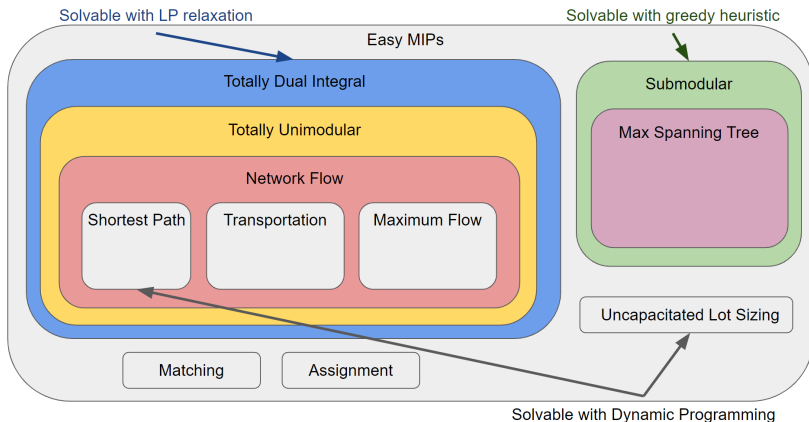 Solvable with LP relaxation
Solvable with greedy heuristic
Easy MIPs
Totally Dual Integral
Submodular
Totally Unimodular
Max Spanning Tree
Network Flow
Shortest Path
Transportation
Maximum Flow
Uncapacitated Lot Sizing
Matching
Assignment
Solvable with Dynamic Programming